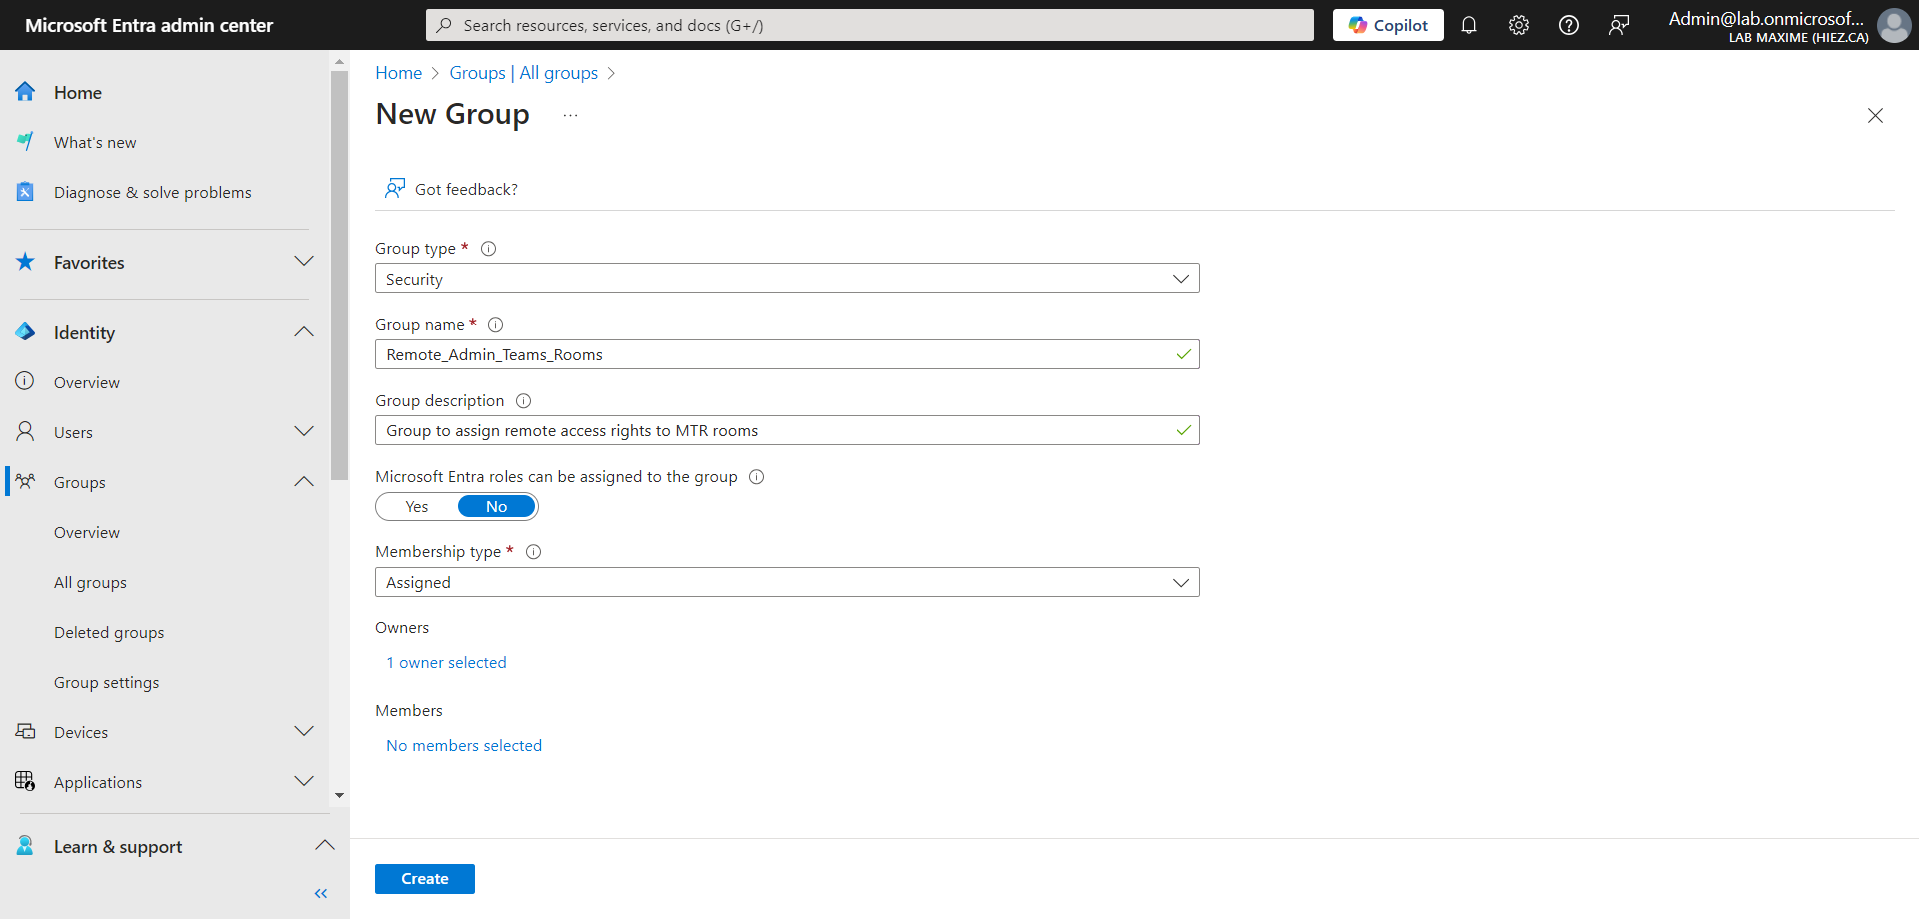 Microsoft Entra admin center
Search resources, services, and docs (G+/)
Copilot
Admin@lab.onmicrosof...
LAB MAXIME (HIEZ.CA)
Home
What's new
Diagnose & solve problems
Favorites
Identity
Overview
Users
Groups
Overview
All groups
Deleted groups
Group settings
Devices
Applications
Learn & support
Home > Groups | All groups >
New Group ...
Got feedback?
Group type *
Security
Group name *
Remote_Admin_Teams_Rooms
Group description
Group to assign remote access rights to MTR rooms
Microsoft Entra roles can be assigned to the group
Yes No
Membership type *
Assigned
Owners
1 owner selected
Members
No members selected
Create